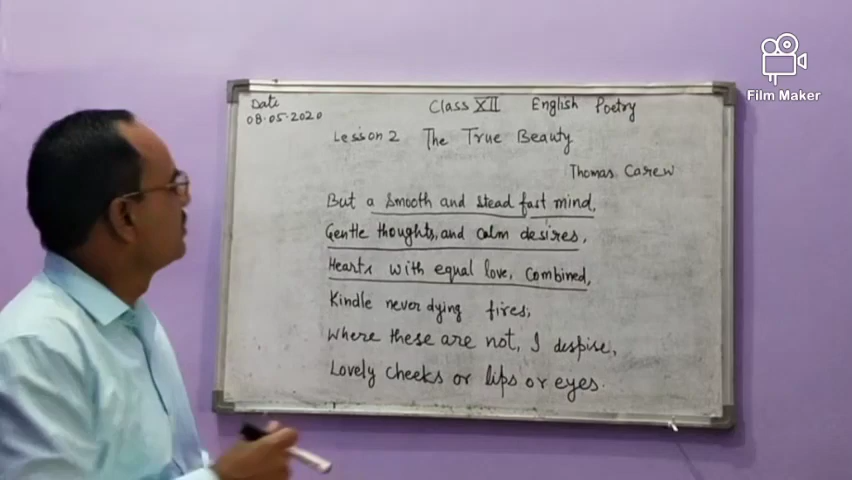 Film Maker
Date
08.05.2020
Class XII English Poetry
Lesson 2 The True Beauty
Thomas Carew
But a smooth and stead fast mind,
Gentle thoughts, and calm desires,
Hearts with equal love, combined,
Kindle never dying fires;
Where these are not, I despise,
Lovely cheeks or lips or eyes.